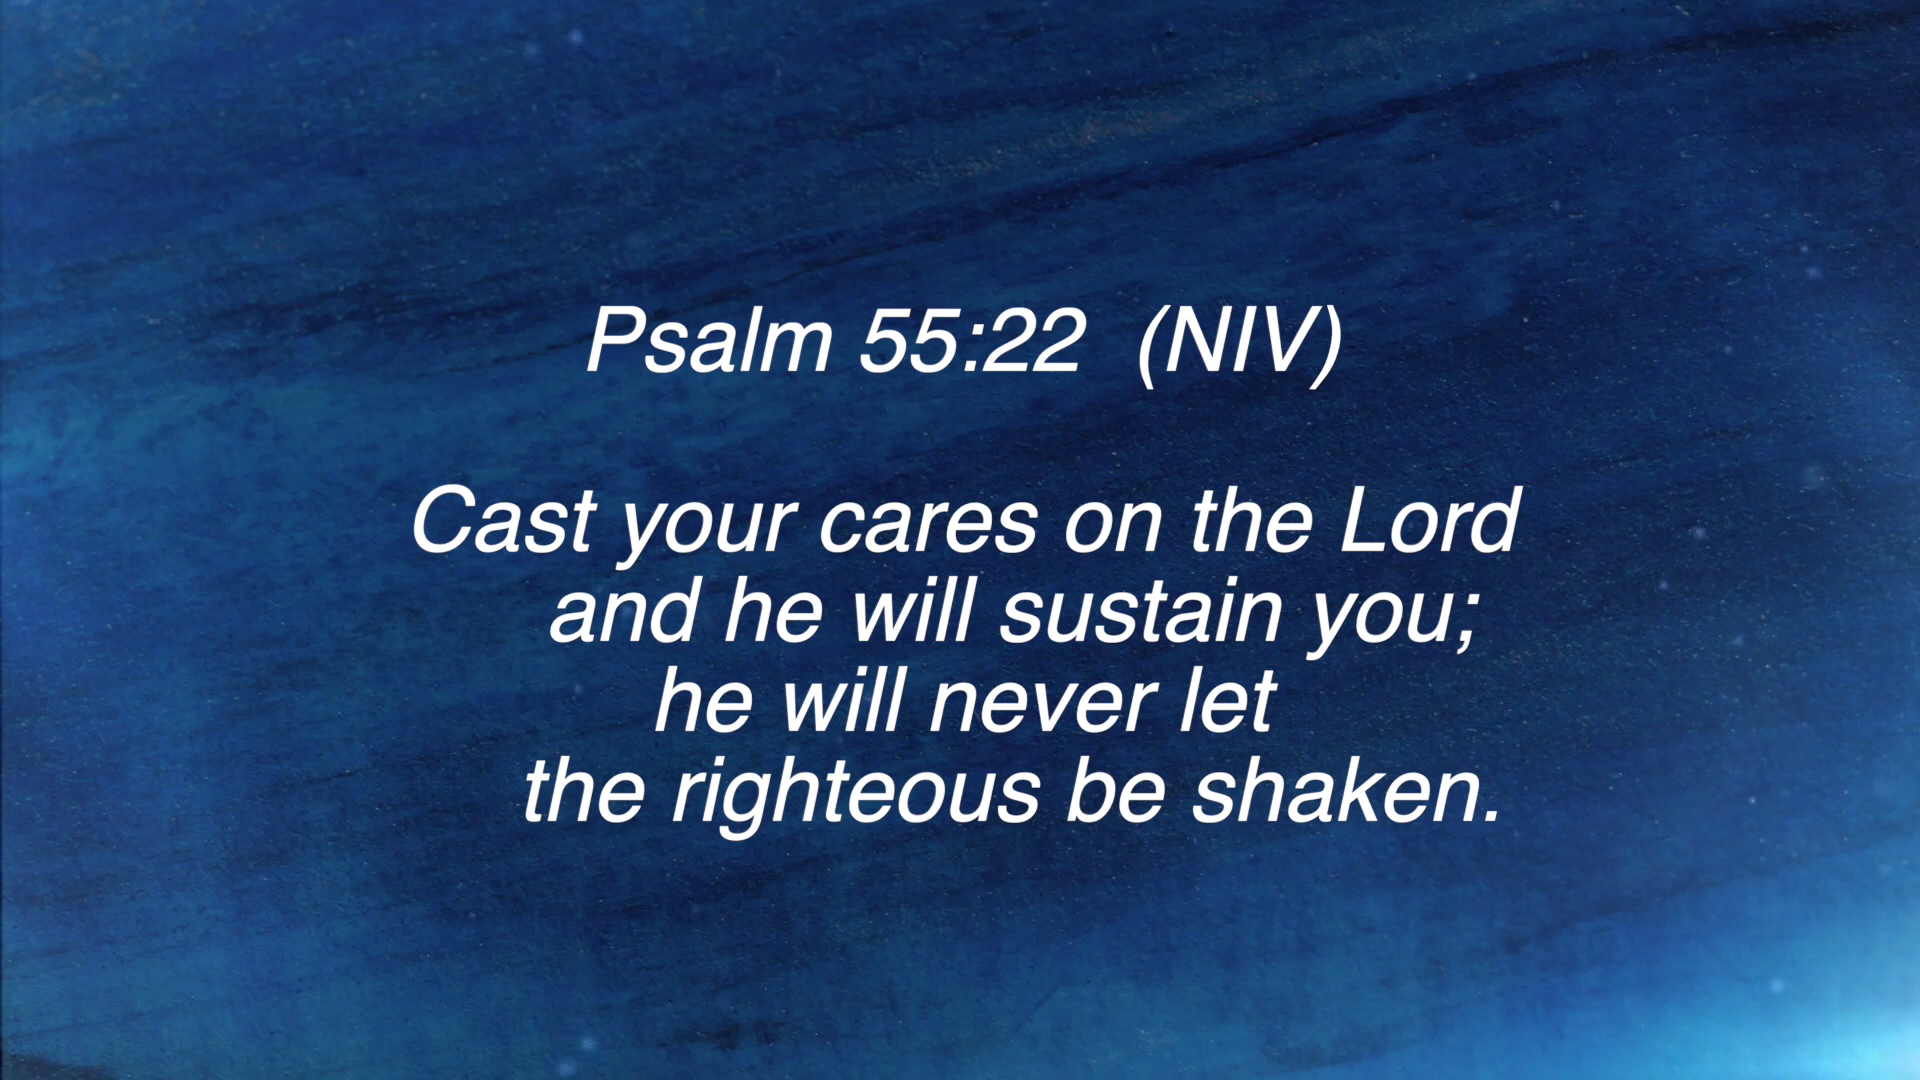 Psalm 55:22  (NIV)
Cast your cares on the Lord
and he will sustain you;
he will never let
the righteous be shaken.